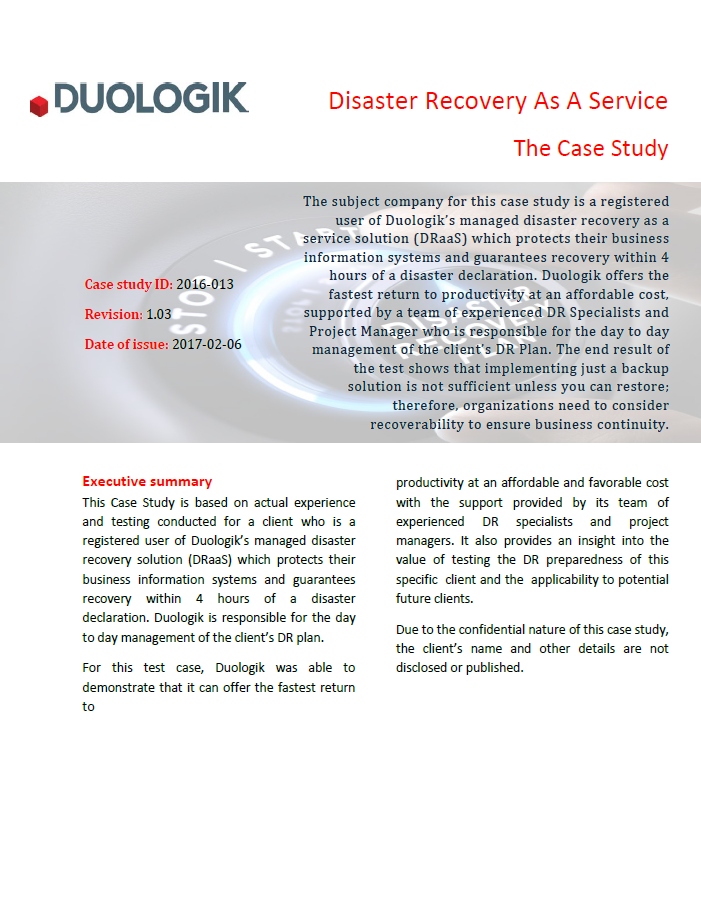 DUOLOGIK
Disaster Recovery As A Service
The Case Study
The subject company for this case study is a registered
user of Duologik's managed disaster recovery as a
service solution (DRaaS) which protects their business
information systems and guarantees recovery within 4
hours of a disaster declaration. Duologik offers the
fastest return to productivity at an affordable cost,
supported by a team of experienced DR Specialists and
Project Manager who is responsible for the day to day
management of the client's DR Plan. The end result of
the test shows that implementing just a backup
solution is not sufficient unless you can restore;
therefore, organizations need to consider
recoverability to ensure business continuity.
Case study ID: 2016-013
Revision: 1.03
Date of issue: 2017-02-06
STOP | START
STOP
DISASTER
RECOVERY
PLAN
Executive summary
This Case Study is based on actual experience
and testing conducted for a client who is a
registered user of Duologik's managed disaster
recovery solution (DRaaS) which protects their
business information systems and guarantees
recovery within 4 hours of a disaster
declaration. Duologik is responsible for the day
to day management of the client's DR plan.
For this test case, Duologik was able to
demonstrate that it can offer the fastest return
to
productivity at an affordable and favorable cost
with the support provided by its team of
experienced DR specialists and project
managers. It also provides an insight into the
value of testing the DR preparedness of this
specific client and the applicability to potential
future clients.
Due to the confidential nature of this case study,
the client's name and other details are not
disclosed or published.